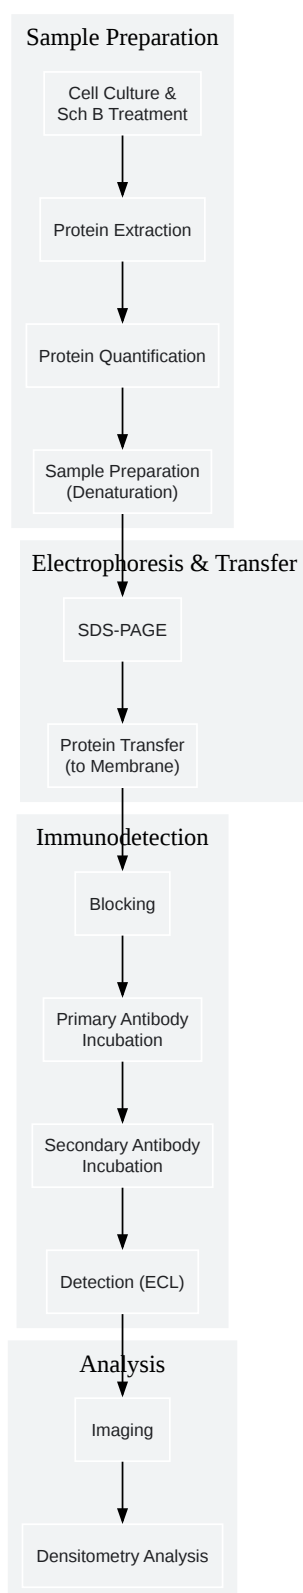 Sample Preparation
Cell Culture &
Sch B Treatment
Protein Extraction
Protein Quantification
Sample Preparation
(Denaturation)
Electrophoresis & Transfer
SDS-PAGE
Protein Transfer
(to Membrane)
Immunodetection
Blocking
Primary Antibody
Incubation
Secondary Antibody
Incubation
Detection (ECL)
Analysis
Imaging
Densitometry Analysis